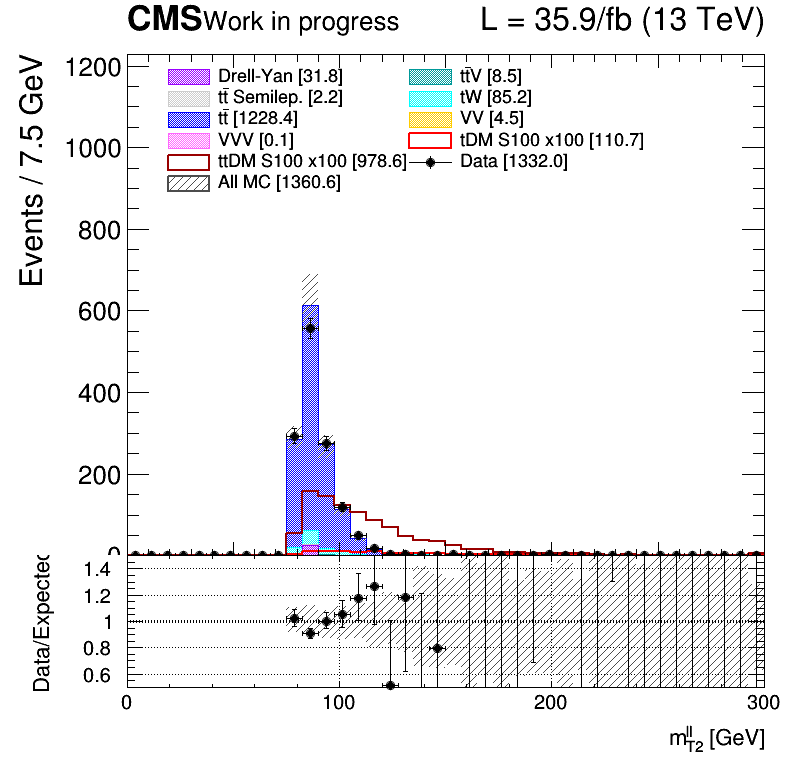 CMS Work in progress L = 35.9/fb (13 TeV)
Events / 7.5 GeV
1200
1000
800
600
400
200
0
Drell-Yan [31.8]
tt̄ Semilep. [2.2]
tt̄ [1228.4]
VVV [0.1]
ttDM S100 x100 [978.6]
All MC [1360.6]
tt̄V [8.5]
tW [85.2]
VV [4.5]
tDM S100 x100 [110.7]
Data [1332.0]
Data/Expected
1.4
1.2
1
0.8
0.6
0 100 200 300
m_{T2}^{ll} [GeV]